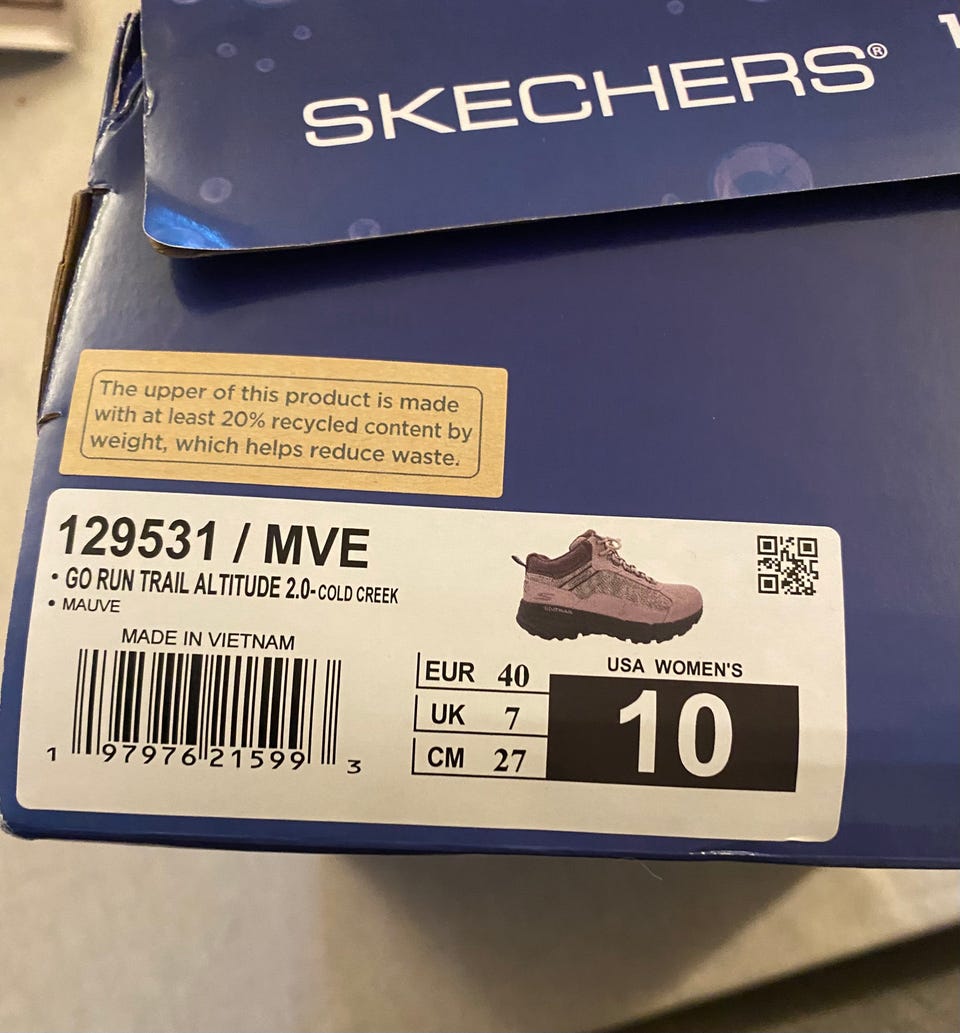 SKECHERS®
The upper of this product is made
with at least 20% recycled content by
weight, which helps reduce waste.
129531 / MVE
• GO RUN TRAIL ALTITUDE 2.0-COLD CREEK
• MAUVE
MADE IN VIETNAM
1 97976 21599 3
EUR 40
UK 7
CM 27
USA WOMEN'S
10